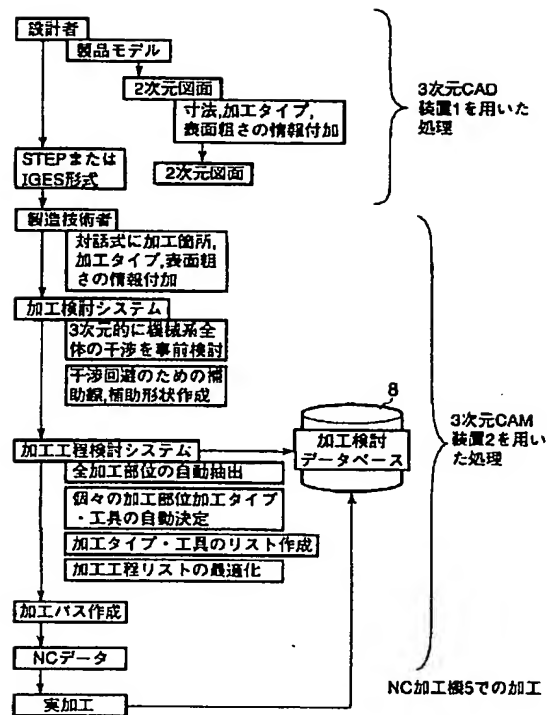 設計者
製品モデル
2次元図面
寸法,加工タイプ,
表面粗さの情報付加
2次元図面
STEPまたは
IGES形式
3次元CAD
装置1を用いた
処理
製造技術者
対話式に加工箇所,
加工タイプ,表面粗
さの情報付加
加工検討システム
3次元的に機械系全
体の干渉を事前検討
干渉回避のための補
助線,補助形状作成
加工工程検討システム
全加工部位の自動抽出
個々の加工部位加工タイプ
・工具の自動決定
加工タイプ・工具のリスト作成
加工工程リストの最適化
8
加工検討
データベース
3次元CAM
装置2を用い
た処理
加工パス作成
NCデータ
実加工
NC加工機5での加工